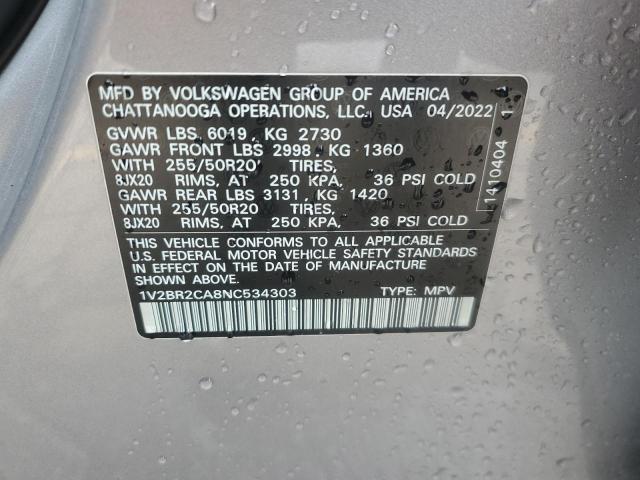 MFD BY VOLKSWAGEN GROUP OF AMERICA
CHATTANOOGA OPERATIONS, LLC., USA 04/2022
GVWR LBS. 6019 , KG 2730
GAWR FRONT LBS 2998 , KG 1360
WITH 255/50R20 TIRES,
8JX20 RIMS, AT 250 KPA, 36 PSI COLD
GAWR REAR LBS 3131 , KG 1420
WITH 255/50R20 TIRES,
8JX20 RIMS, AT 250 KPA, 36 PSI COLD
THIS VEHICLE CONFORMS TO ALL APPLICABLE
U.S. FEDERAL MOTOR VEHICLE SAFETY STANDARDS
IN EFFECT ON THE DATE OF MANUFACTURE
SHOWN ABOVE.
1V2BR2CA8NC534303 TYPE: MPV
1410404 1